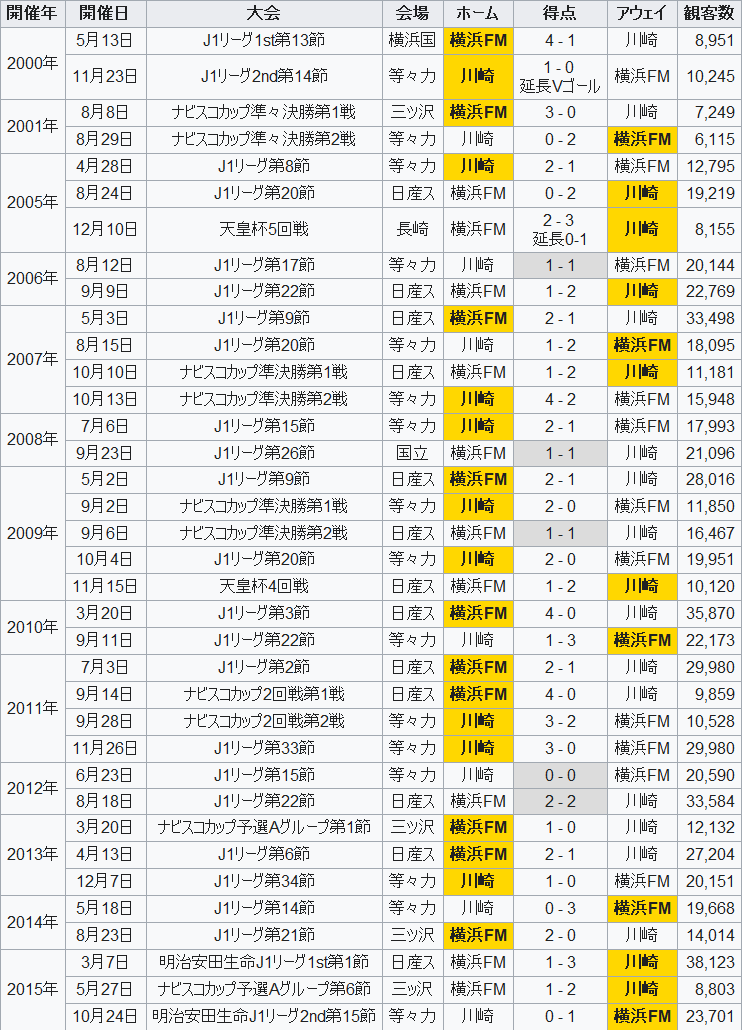 開催年 開催日 大会 会場 ホーム 得点 アウェイ 観客数
2000年 5月13日 J1リーグ1st第13節 横浜国 横浜FM 4 - 1 川崎 8,951
11月23日 J1リーグ2nd第14節 等々力 川崎 1 - 0 延長Vゴール 横浜FM 10,245
2001年 8月8日 ナビスコカップ準々決勝第1戦 三ツ沢 横浜FM 3 - 0 川崎 7,249
8月29日 ナビスコカップ準々決勝第2戦 等々力 川崎 0 - 2 横浜FM 6,115
2005年 4月28日 J1リーグ第8節 等々力 川崎 2 - 1 横浜FM 12,795
8月24日 J1リーグ第20節 日産ス 横浜FM 0 - 2 川崎 19,219
12月10日 天皇杯5回戦 長崎 横浜FM 2 - 3 延長0-1 川崎 8,155
2006年 8月12日 J1リーグ第17節 等々力 川崎 1 - 1 横浜FM 20,144
9月9日 J1リーグ第22節 日産ス 横浜FM 1 - 2 川崎 22,769
2007年 5月3日 J1リーグ第9節 日産ス 横浜FM 2 - 1 川崎 33,498
8月15日 J1リーグ第20節 等々力 川崎 1 - 2 横浜FM 18,095
10月10日 ナビスコカップ準決勝第1戦 日産ス 横浜FM 1 - 2 川崎 11,181
10月13日 ナビスコカップ準決勝第2戦 等々力 川崎 4 - 2 横浜FM 15,948
2008年 7月6日 J1リーグ第15節 等々力 川崎 2 - 1 横浜FM 17,993
9月23日 J1リーグ第26節 国立 横浜FM 1 - 1 川崎 21,096
2009年 5月2日 J1リーグ第9節 日産ス 横浜FM 2 - 1 川崎 28,016
9月2日 ナビスコカップ準決勝第1戦 等々力 川崎 2 - 0 横浜FM 11,850
9月6日 ナビスコカップ準決勝第2戦 日産ス 横浜FM 1 - 1 川崎 16,467
10月4日 J1リーグ第20節 等々力 川崎 2 - 0 横浜FM 19,951
11月15日 天皇杯4回戦 日産ス 横浜FM 1 - 2 川崎 10,120
2010年 3月20日 J1リーグ第3節 日産ス 横浜FM 4 - 0 川崎 35,870
9月11日 J1リーグ第22節 等々力 川崎 1 - 3 横浜FM 22,173
2011年 7月3日 J1リーグ第2節 日産ス 横浜FM 2 - 1 川崎 29,980
9月14日 ナビスコカップ2回戦第1戦 日産ス 横浜FM 4 - 0 川崎 9,859
9月28日 ナビスコカップ2回戦第2戦 等々力 川崎 3 - 2 横浜FM 10,528
11月26日 J1リーグ第33節 等々力 川崎 3 - 0 横浜FM 29,980
2012年 6月23日 J1リーグ第15節 等々力 川崎 0 - 0 横浜FM 20,590
8月18日 J1リーグ第22節 日産ス 横浜FM 2 - 2 川崎 33,584
2013年 3月20日 ナビスコカップ予選Aグループ第1節 三ツ沢 横浜FM 1 - 0 川崎 12,132
4月13日 J1リーグ第6節 日産ス 横浜FM 2 - 1 川崎 27,204
12月7日 J1リーグ第34節 等々力 川崎 1 - 0 横浜FM 20,151
2014年 5月18日 J1リーグ第14節 等々力 川崎 0 - 3 横浜FM 19,668
8月23日 J1リーグ第21節 三ツ沢 横浜FM 2 - 0 川崎 14,014
2015年 3月7日 明治安田生命J1リーグ1st第1節 日産ス 横浜FM 1 - 3 川崎 38,123
5月27日 ナビスコカップ予選Aグループ第6節 三ッ沢 横浜FM 1 - 2 川崎 8,803
10月24日 明治安田生命J1リーグ2nd第15節 等々力 川崎 0 - 1 横浜FM 23,701